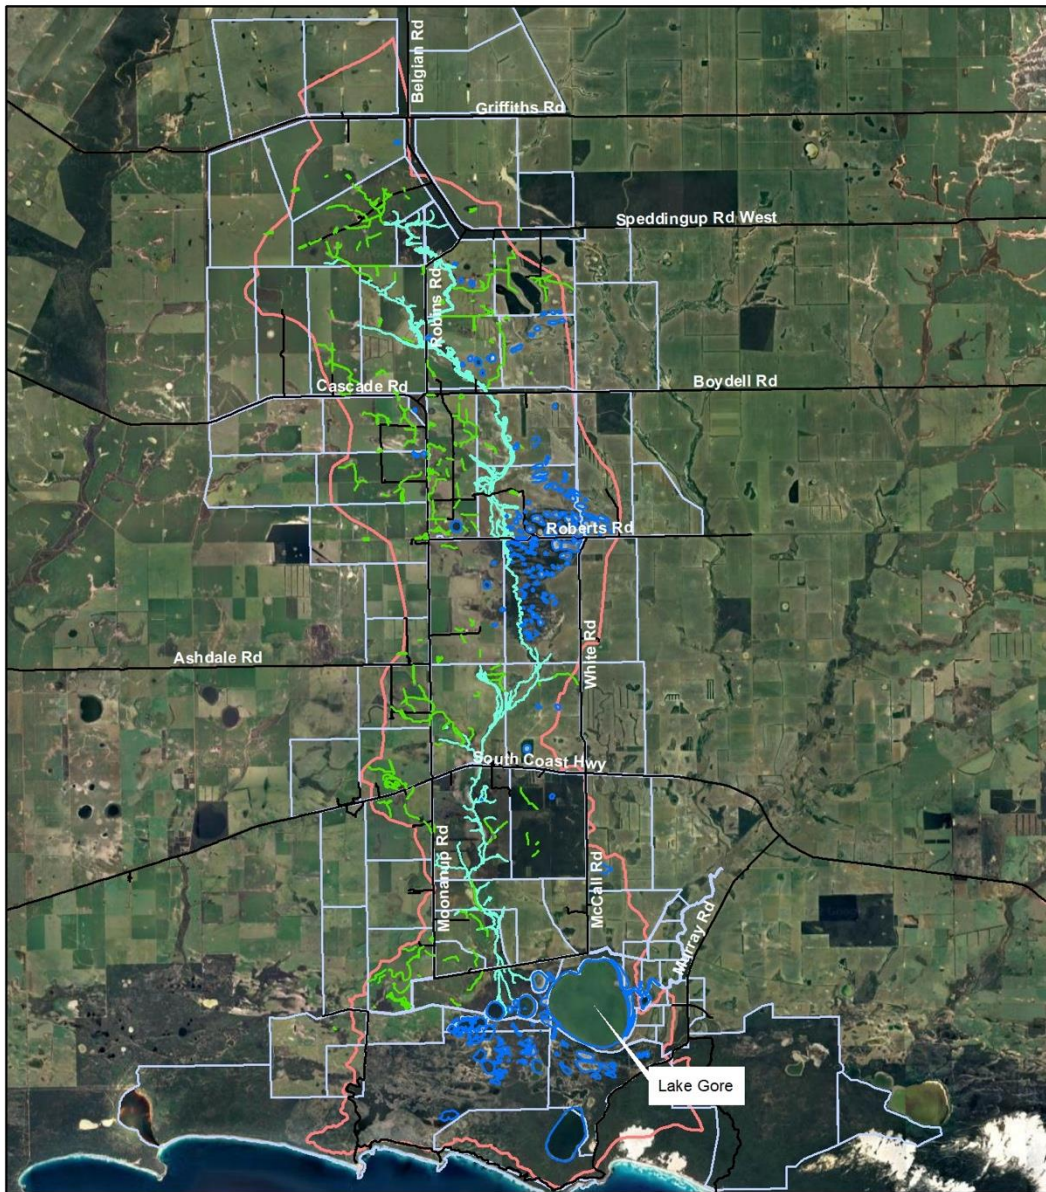 Belgian Rd
Griffiths Rd
Speddingup Rd West
Robins Rd
Cascade Rd
Boydell Rd
Roberts Rd
White Rd
Ashdale Rd
South Coast Hwy
Moonanup Rd
McCall Rd
Murray Rd
Lake Gore